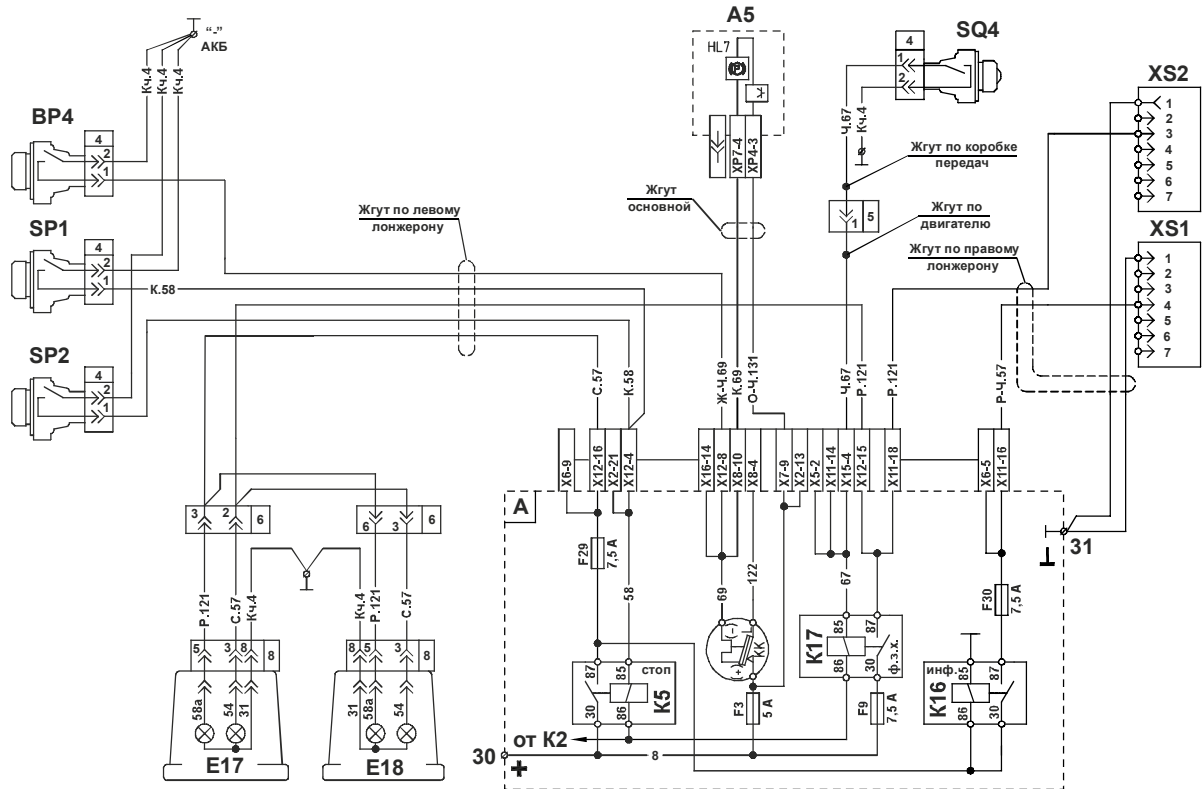 A5
SQ4
XS2
XS1
“-”
АКБ
Кч.4
Кч.4
Кч.4
BP4
4
2
1
SP1
4
2
1
К.58
SP2
4
2
1
HL7
P
XP7-4
XP4-3
4
1
2
Ч.67
Кч.4
1
2
3
4
5
6
7
1
2
3
4
5
6
7
Жгут по коробке
передач
Жгут
основной
Жгут по
двигателю
1
5
Жгут по левому
лонжерону
Жгут по правому
лонжерону
С.57
К.58
Ж-Ч.69
К.69
О-Ч.131
Ч.67
Р.121
Р.121
Р-Ч.57
X6-9
X12-16
X2-21
X12-4
X16-14
X12-8
X8-10
X8-4
X7-9
X2-13
X5-2
X11-14
X15-4
X12-15
X11-18
X6-5
X11-16
3
2
6
6
3
6
A
31
F29
7,5 А
58
69
122
67
F30
7,5 А
Р.121
С.57
Кч.4
Кч.4
Р.121
С.57
5
3
8
8
8
5
3
8
58а
54
31
31
58а
54
E17
E18
87
85
стоп
30
86
K5
(-)
(+)
КК
F3
5 А
K17
85
87
86
30
ф.з.х.
F9
7,5 А
инф.
85
87
K16
86
30
от К2
30
+
8